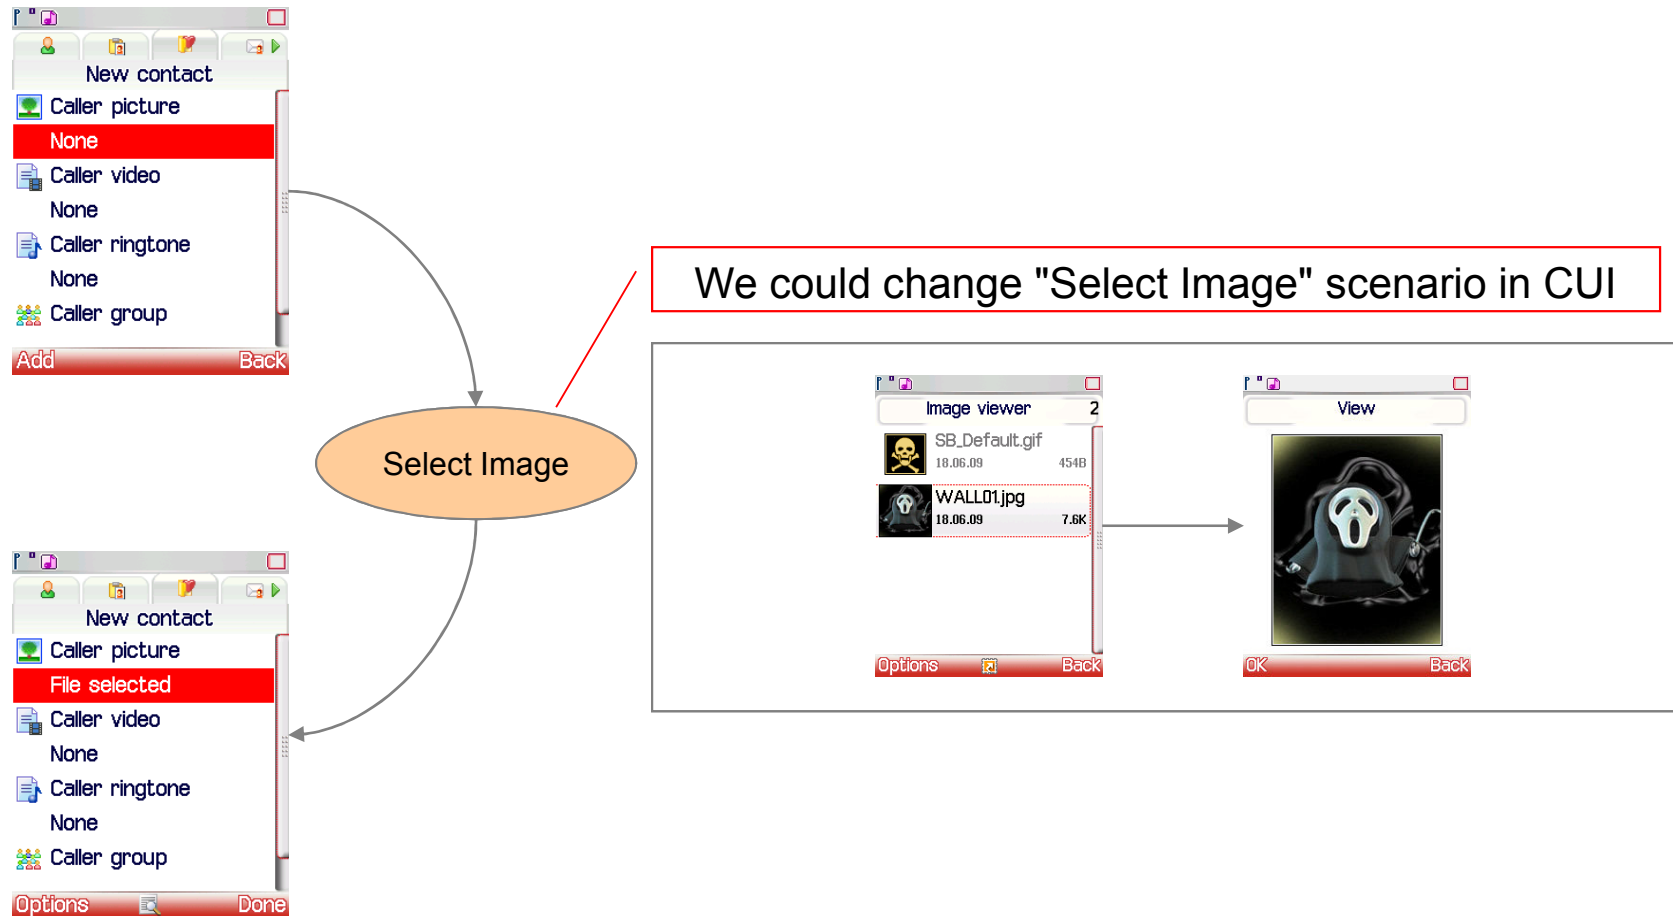 New contact
Caller picture
None
Caller video
None
Caller ringtone
None
Caller group
Add Back
Select Image
We could change "Select Image" scenario in CUI
Image viewer 2
SB_Default.gif
18.06.09 454B
WALL01.jpg
18.06.09 7.6K
Options Back
View
OK Back
New contact
Caller picture
File selected
Caller video
None
Caller ringtone
None
Caller group
Options Done